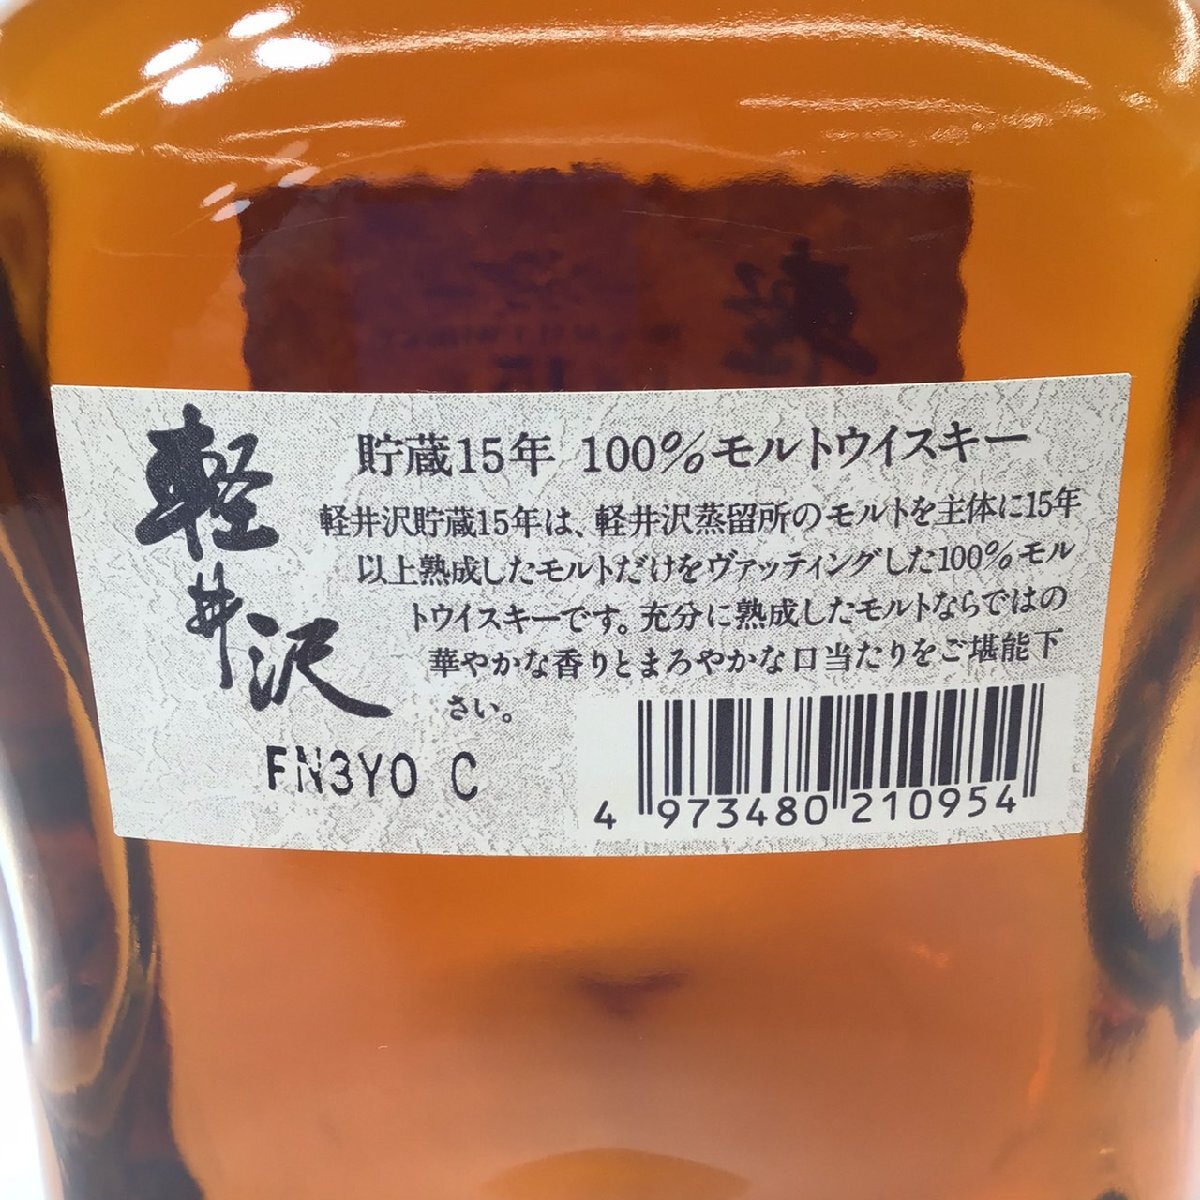 軽井沢
貯蔵15年 100%モルトウイスキー
軽井沢貯蔵15年は、軽井沢蒸留所のモルトを主体に15年
以上熟成したモルトだけをヴァッティングした100%モル
トウイスキーです。充分に熟成したモルトならではの
華やかな香りとまろやかな口当たりをご堪能下
さい。
FN3Y0 C
4 973480 210954